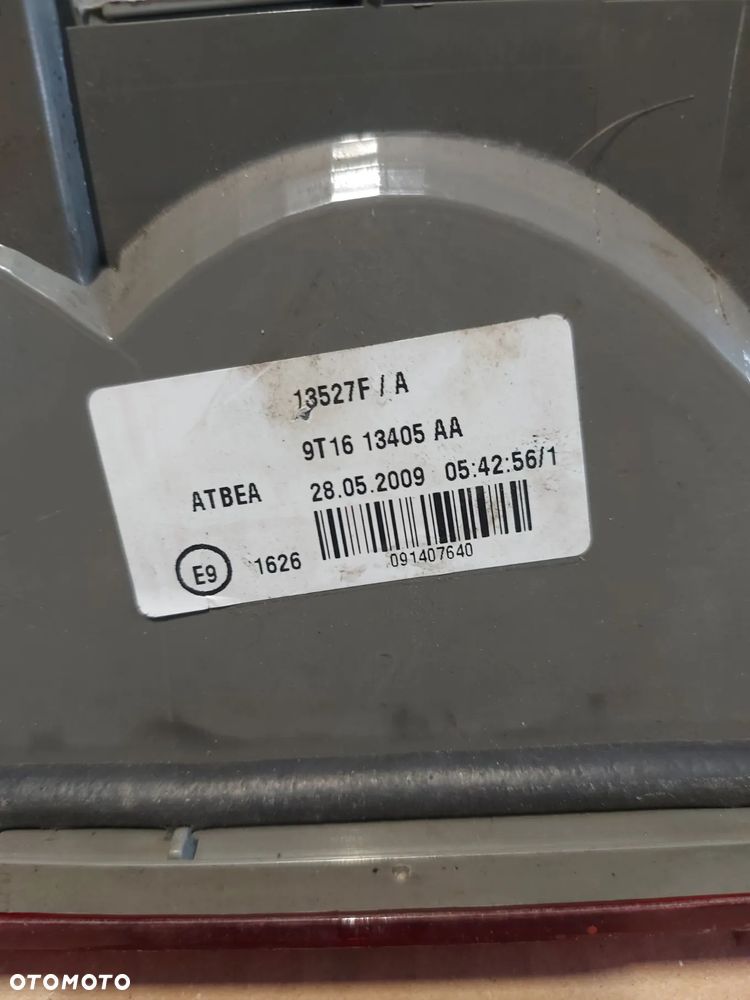 13527F / A
9T16 13405 AA
ATBEA 28.05.2009 05:42:56/1
E9 1626
091407640
OTOMOTO